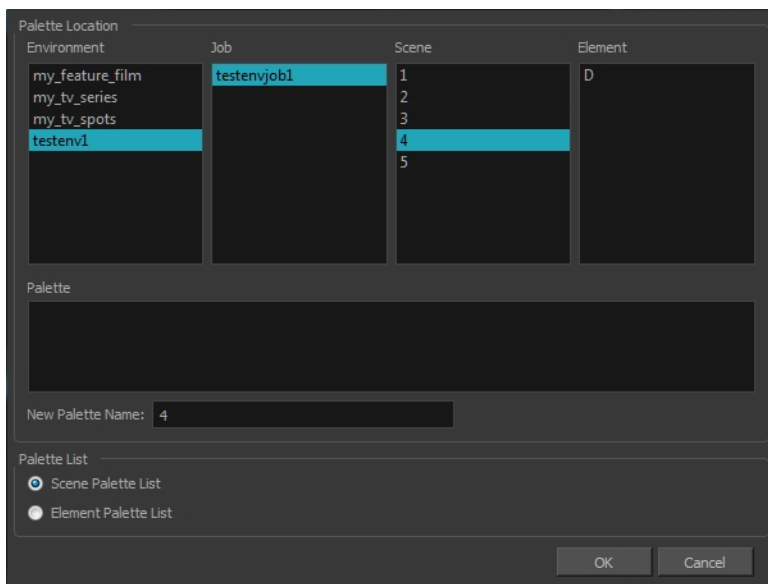 Palette Location
Environment Job Scene Element
my_feature_film testenvjob1 1 D
my_tv_series 2
my_tv_spots 3
testenv1 4
5
Palette
New Palette Name: 4
Palette List
Scene Palette List
Element Palette List
OK Cancel